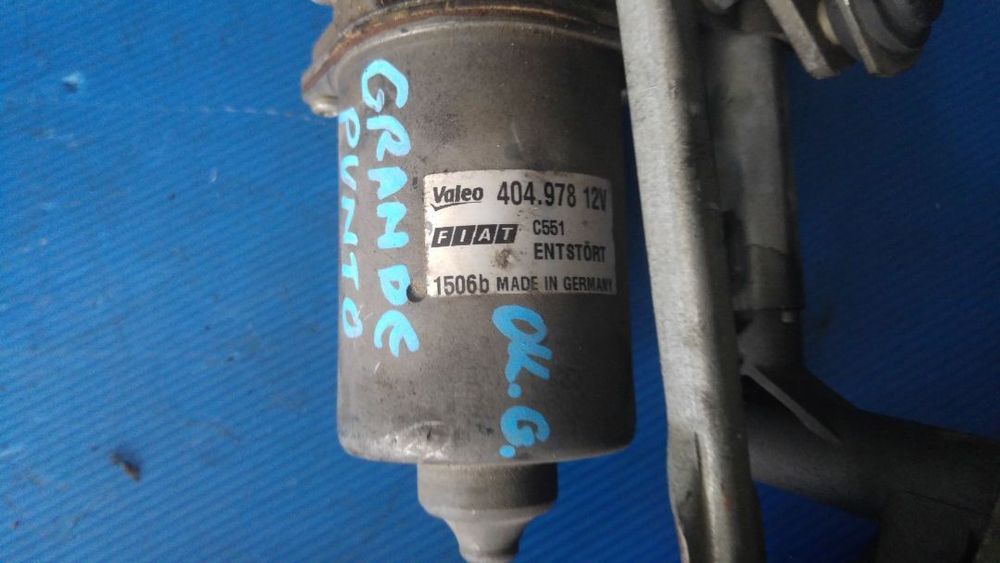 GRANDE
PUNTO
Valeo 404.978 12V
FIAT C551
ENTSTÖRT
1506b MADE IN GERMANY
OK.G.